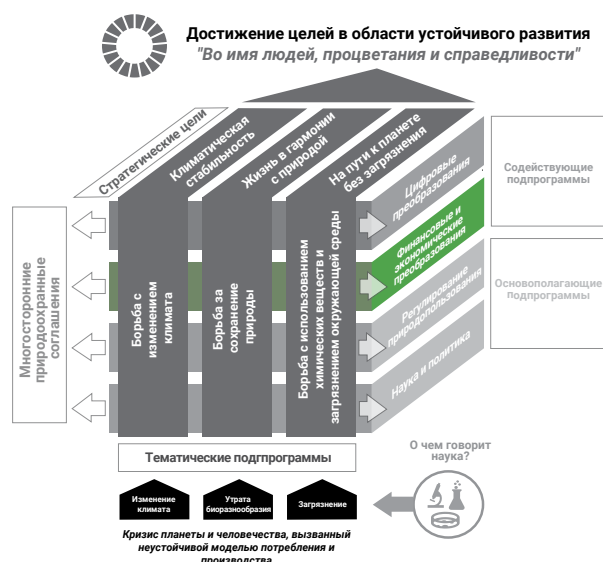 Достижение целей в области устойчивого развития
"Во имя людей, процветания и справедливости"
Стратегические цели
Климатическая
стабильность
Жизнь в гармонии
с природой
На пути к планете
без загрязнения
Многосторонние
природоохранные
соглашения
Борьба с
изменением
климата
Борьба за
сохранение
природы
Борьба с использованием
химических веществ и
загрязнением окружающей среды
Цифровые
преобразования
Финансовые и
экономические
преобразования
Регулирование
природопользования
Наука и политика
Содействующие
подпрограммы
Основополагающие
подпрограммы
Тематические подгпрограммы
О чем говорит
наука?
Изменение
климата
Утрата
биоразнообразия
Загрязнение
Кризис планеты и человечества, вызванный
неустойчивой моделью потребления и
производства